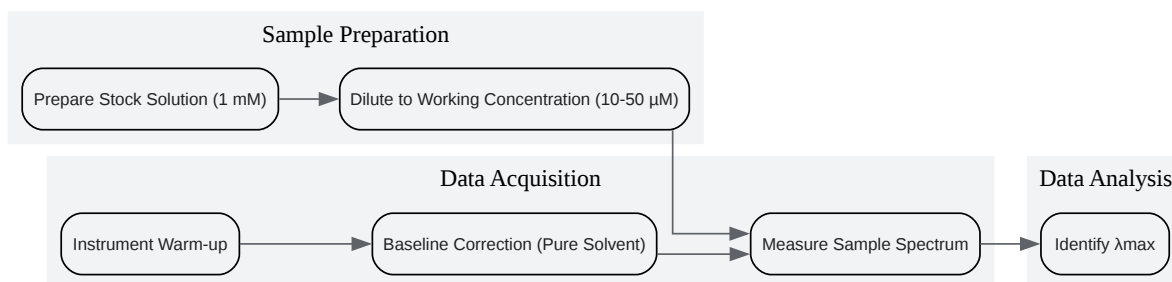 Sample Preparation
Prepare Stock Solution (1 mM)
Dilute to Working Concentration (10-50 µM)
Data Acquisition
Data Analysis
Instrument Warm-up
Baseline Correction (Pure Solvent)
Measure Sample Spectrum
Identify λmax